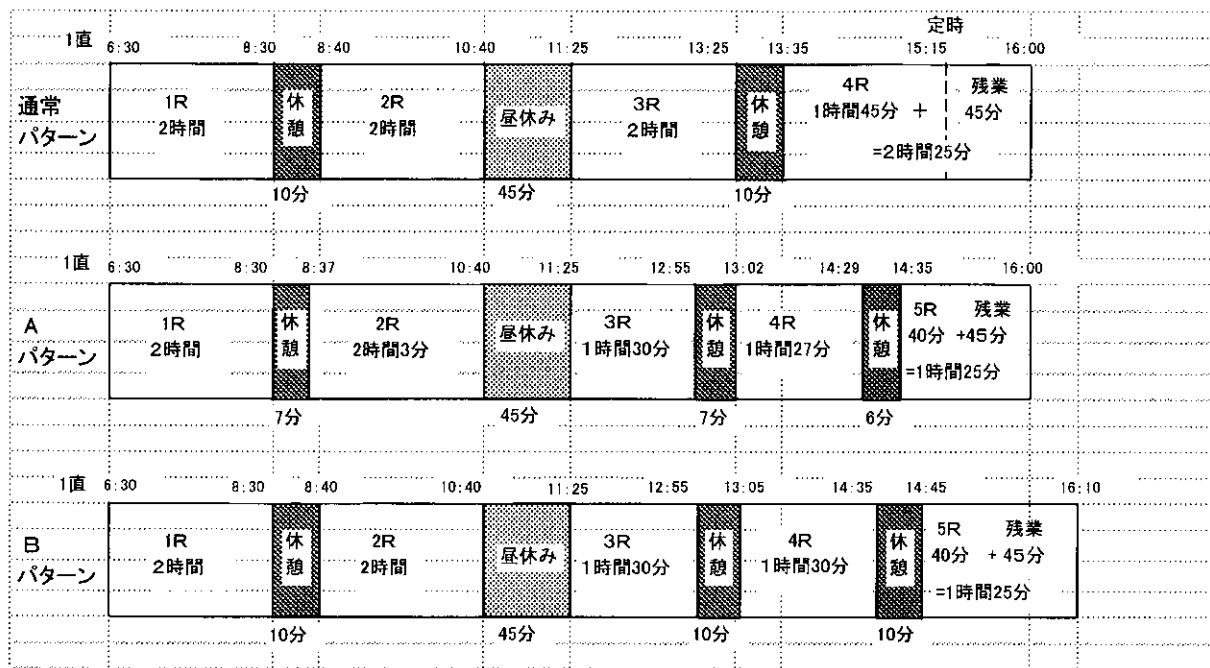 定時
1直 6:30 8:30 8:40 10:40 11:25 13:25 13:35 15:15 16:00
通常
パターン
1R
2時間
休
憩
2R
2時間
昼休み
3R
2時間
休
憩
4R 残業
1時間45分 + 45分
=2時間25分
10分 45分 10分
1直 6:30 8:30 8:37 10:40 11:25 12:55 13:02 14:29 14:35 16:00
A
パターン
1R
2時間
休
憩
2R
2時間3分
昼休み
3R
1時間30分
休
憩
4R
1時間27分
休
憩
5R 残業
40分 +45分
=1時間25分
7分 45分 7分 6分
1直 6:30 8:30 8:40 10:40 11:25 12:55 13:05 14:35 14:45 16:10
B
パターン
1R
2時間
休
憩
2R
2時間
昼休み
3R
1時間30分
休
憩
4R
1時間30分
休
憩
5R 残業
40分 + 45分
=1時間25分
10分 45分 10分 10分